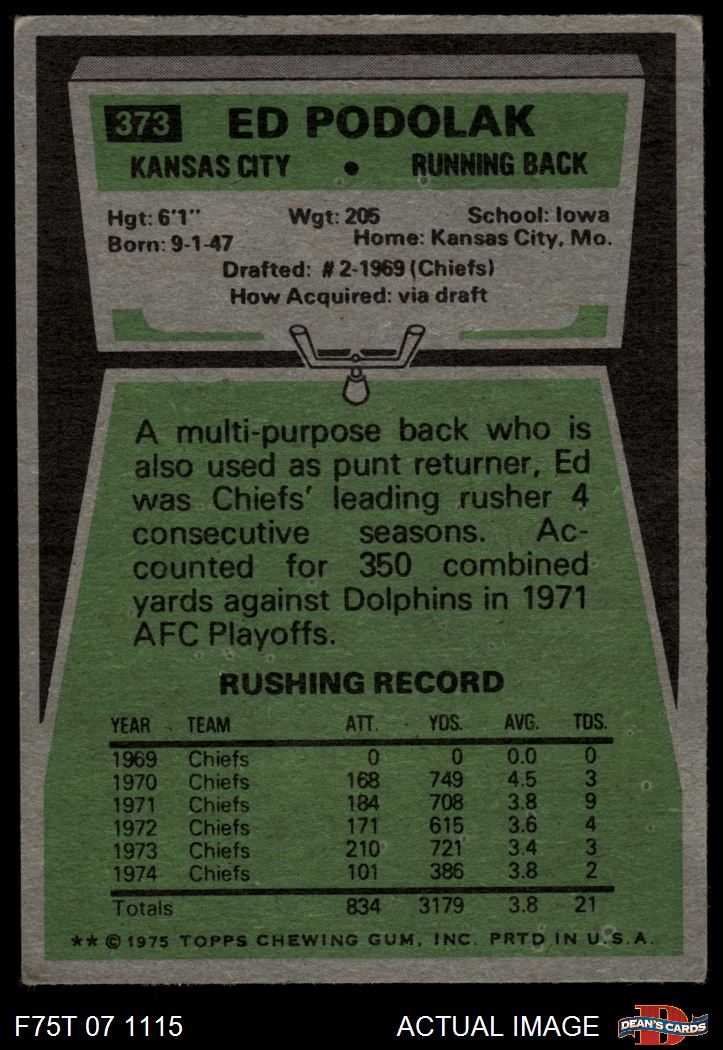 373 ED PODOLAK
KANSAS CITY • RUNNING BACK
Hgt: 6'1" Wgt: 205 School: Iowa
Born: 9-1-47 Home: Kansas City, Mo.
Drafted: #2-1969 (Chiefs)
How Acquired: via draft
A multi-purpose back who is
also used as punt returner, Ed
was Chiefs' leading rusher 4
consecutive seasons. Ac-
counted for 350 combined
yards against Dolphins in 1971
AFC Playoffs.
RUSHING RECORD
YEAR TEAM ATT. YDS. AVG. TDS.
1969 Chiefs 0 0 0.0 0
1970 Chiefs 168 749 4.5 3
1971 Chiefs 184 708 3.8 9
1972 Chiefs 171 615 3.6 4
1973 Chiefs 210 721 3.4 3
1974 Chiefs 101 386 3.8 2
Totals 834 3179 3.8 21
** © 1975 TOPPS CHEWING GUM, INC. PRTD IN U.S.A.
F75T 07 1115 ACTUAL IMAGE D DEAN'S CARDS